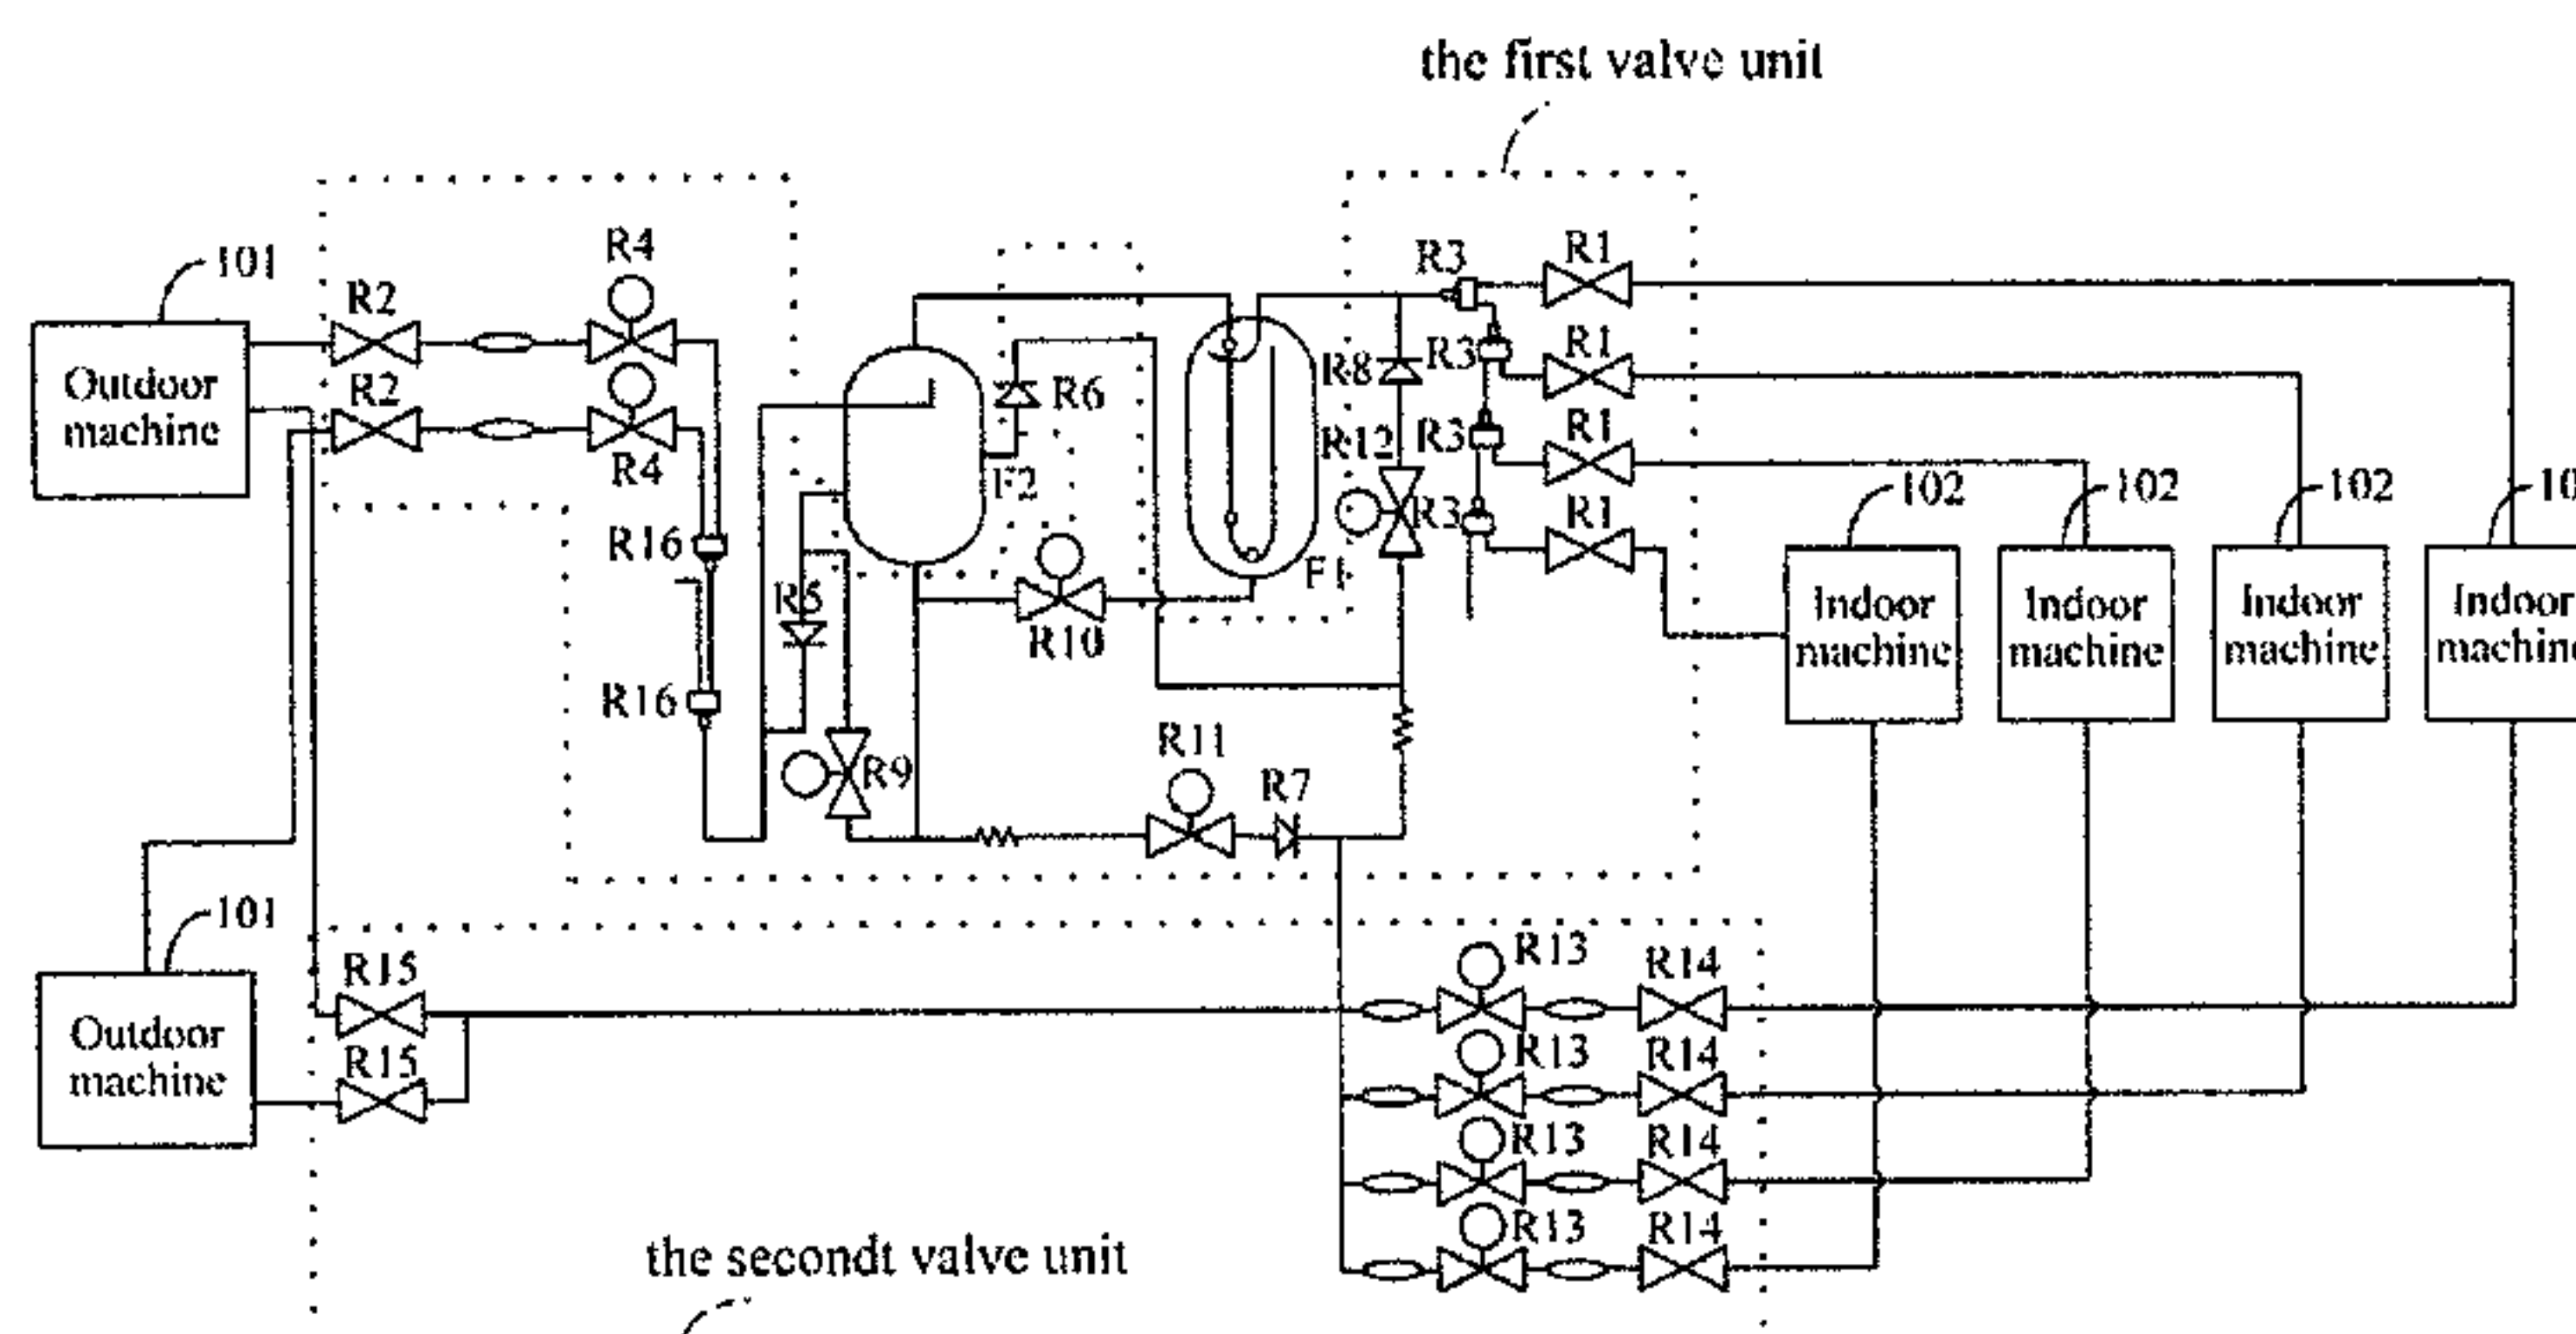 the first valve unit
101
R2
R4
R3
R1
Outdoor
machine
R2
R4
R6
R8
R3
R1
R12
R3
R1
F2
102
102
102
R16
R3
R1
F1
R5
R10
Indoor
machine
Indoor
machine
Indoor
machine
Indoor
R16
R9
R11
R7
101
Outdoor
machine
R15
R15
R13
R14
R13
R14
R13
R14
R13
R14
the secondt valve unit